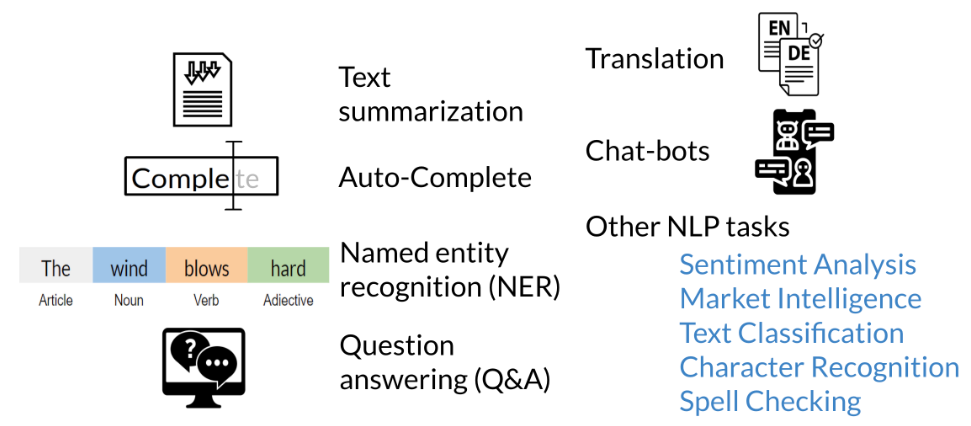 Text
summarization
Complete
Auto-Complete
The wind blows hard
Article Noun Verb Adjective
Named entity
recognition (NER)
?
Question
answering (Q&A)
Translation
EN
DE
Chat-bots
Other NLP tasks
Sentiment Analysis
Market Intelligence
Text Classification
Character Recognition
Spell Checking